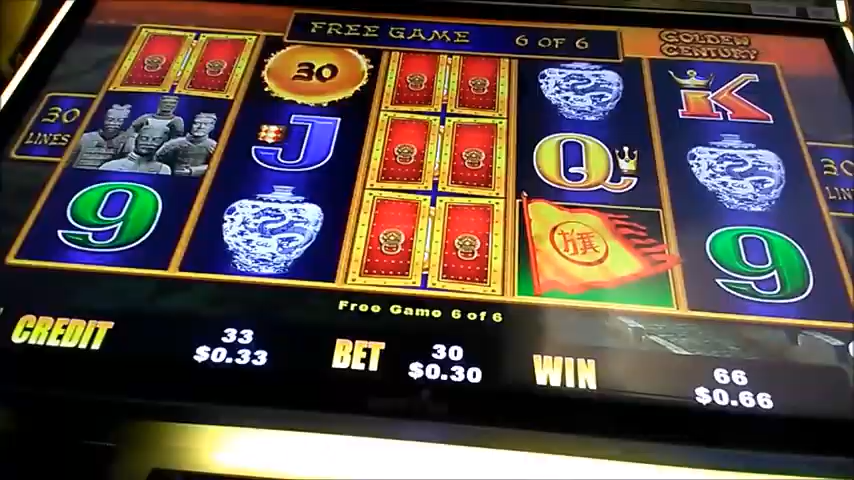 FREE GAME 6 OF 6
GOLDEN
CENTURY
30
LINES
30
K
J
Q
9
旗
9
30
LIN
Free Game 6 of 6
CREDIT
33
$0.33
BET
30
$0.30
WIN
66
$0.66